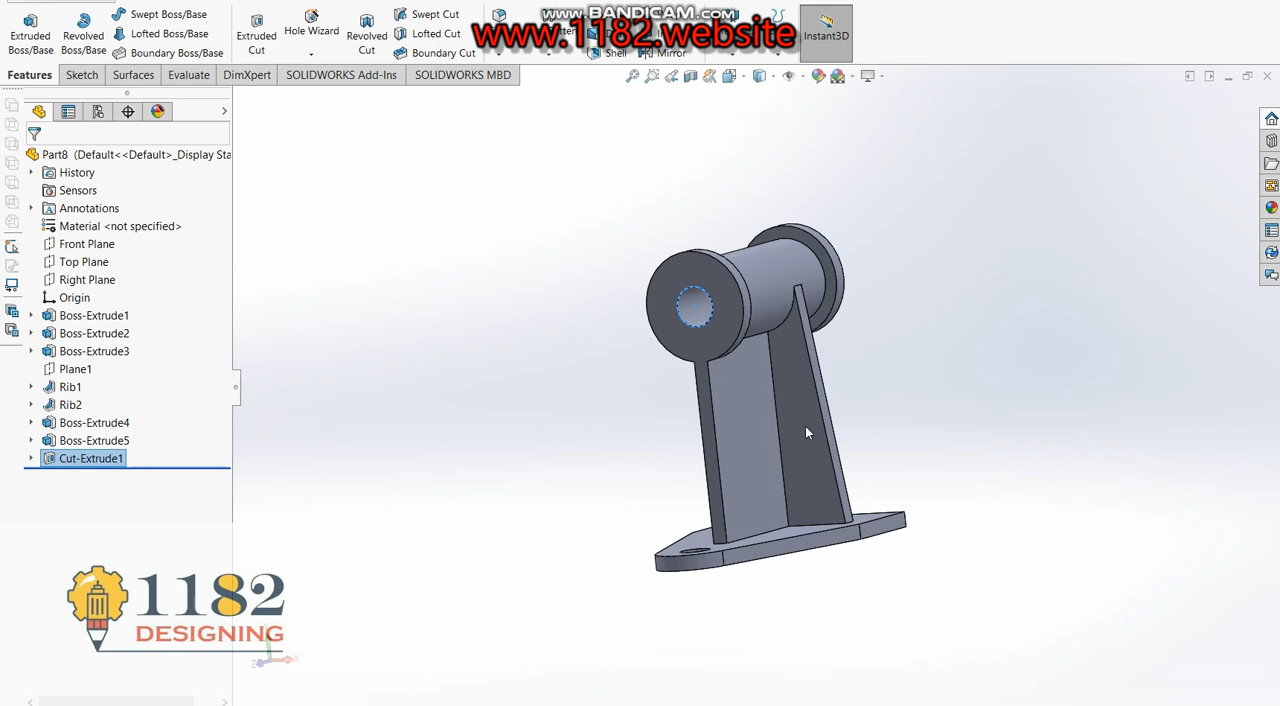 www.BANDICAM.com
www.1182.website
Extruded Boss/Base
Revolved Boss/Base
Swept Boss/Base
Lofted Boss/Base
Boundary Boss/Base
Extruded Cut
Hole Wizard
Revolved Cut
Swept Cut
Lofted Cut
Boundary Cut
Shell
Mirror
Instant3D
Features
Sketch
Surfaces
Evaluate
DimXpert
SOLIDWORKS Add-Ins
SOLIDWORKS MBD
Part8 (Default<<Default>_Display Sta
History
Sensors
Annotations
Material <not specified>
Front Plane
Top Plane
Right Plane
Origin
Boss-Extrude1
Boss-Extrude2
Boss-Extrude3
Plane1
Rib1
Rib2
Boss-Extrude4
Boss-Extrude5
Cut-Extrude1
1182
DESIGNING